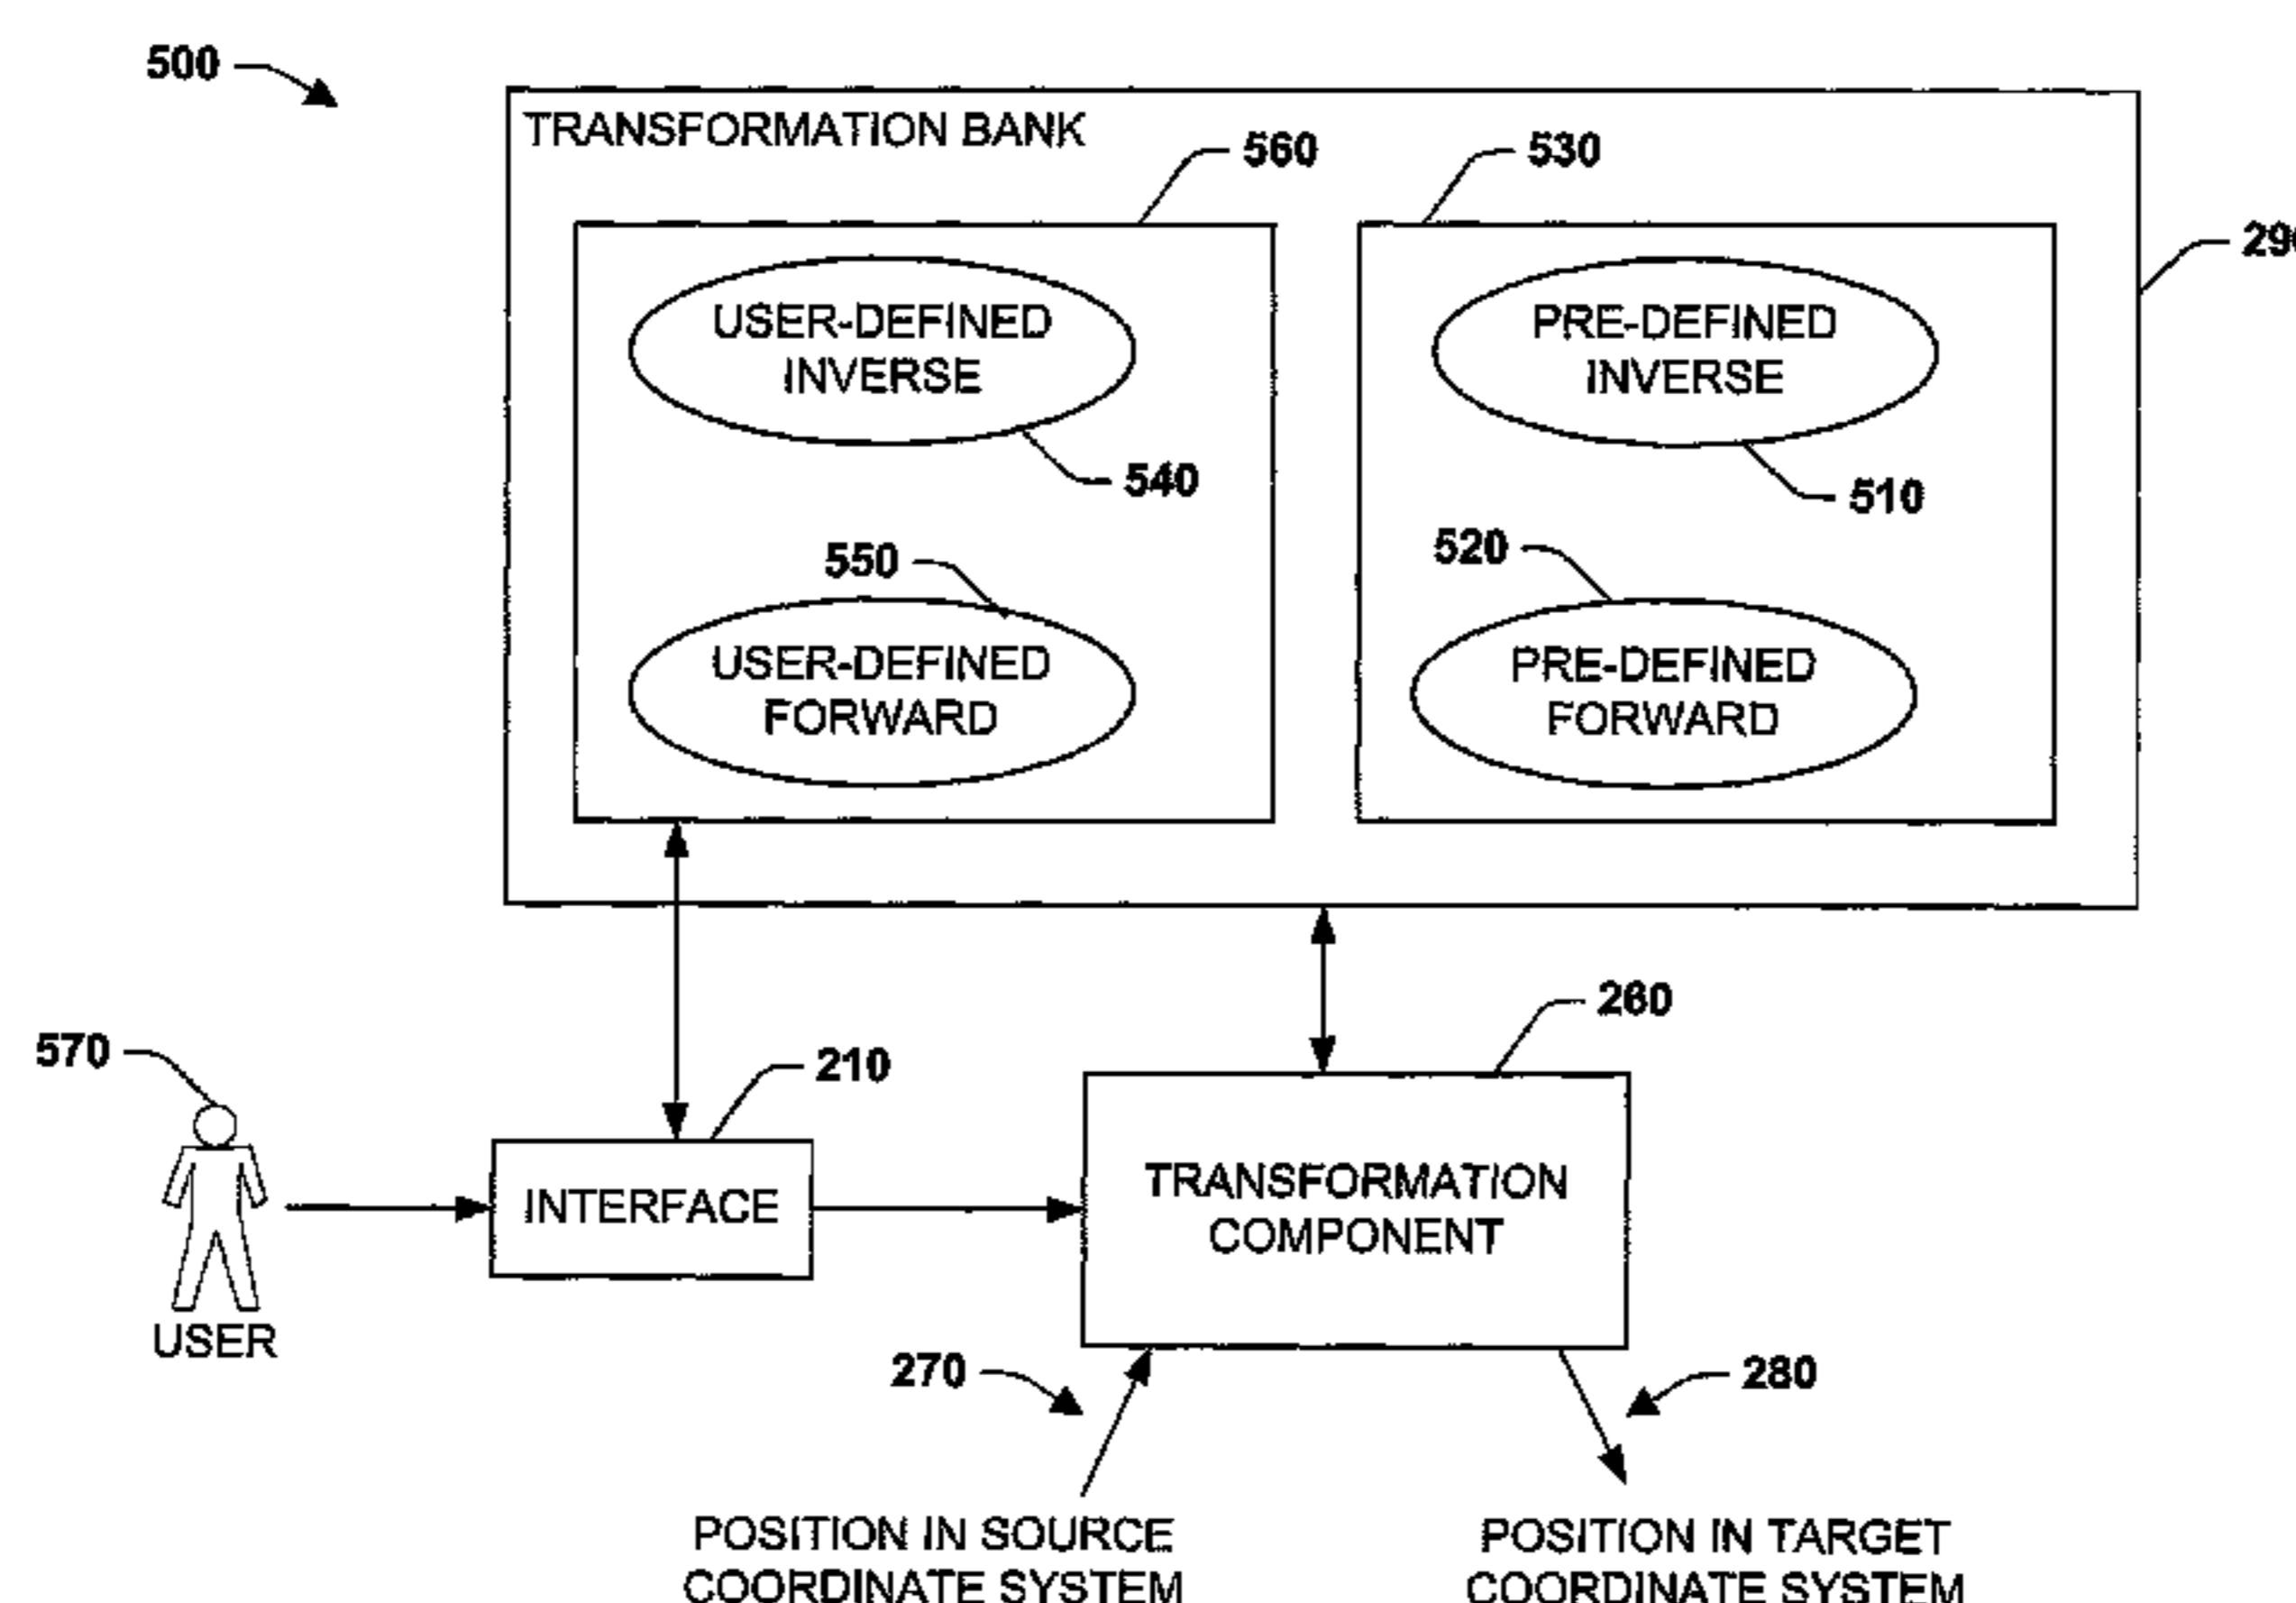 500
TRANSFORMATION BANK
560
530
USER-DEFINED
INVERSE
PRE-DEFINED
INVERSE
540
510
550
520
USER-DEFINED
FORWARD
PRE-DEFINED
FORWARD
260
570
210
INTERFACE
TRANSFORMATION
COMPONENT
USER
270
280
POSITION IN SOURCE
COORDINATE SYSTEM
POSITION IN TARGET
COORDINATE SYSTEM